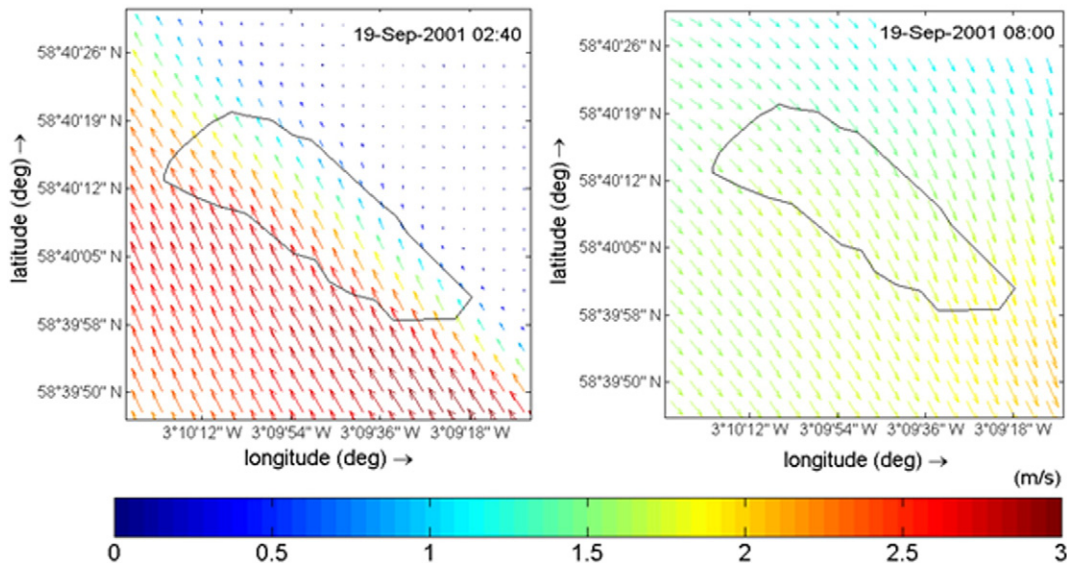 19-Sep-2001 02:40
58°40'26" N
58°40'19" N
58°40'12" N
58°40'05" N
58°39'58" N
58°39'50" N
latitude (deg) →
3°10'12" W 3°09'54" W 3°09'36" W 3°09'18" W
longitude (deg) →
19-Sep-2001 08:00
58°40'26" N
58°40'19" N
58°40'12" N
58°40'05" N
58°39'58" N
58°39'50" N
latitude (deg) →
3°10'12" W 3°09'54" W 3°09'36" W 3°09'18" W
longitude (deg) →
(m/s)
0 0.5 1 1.5 2 2.5 3